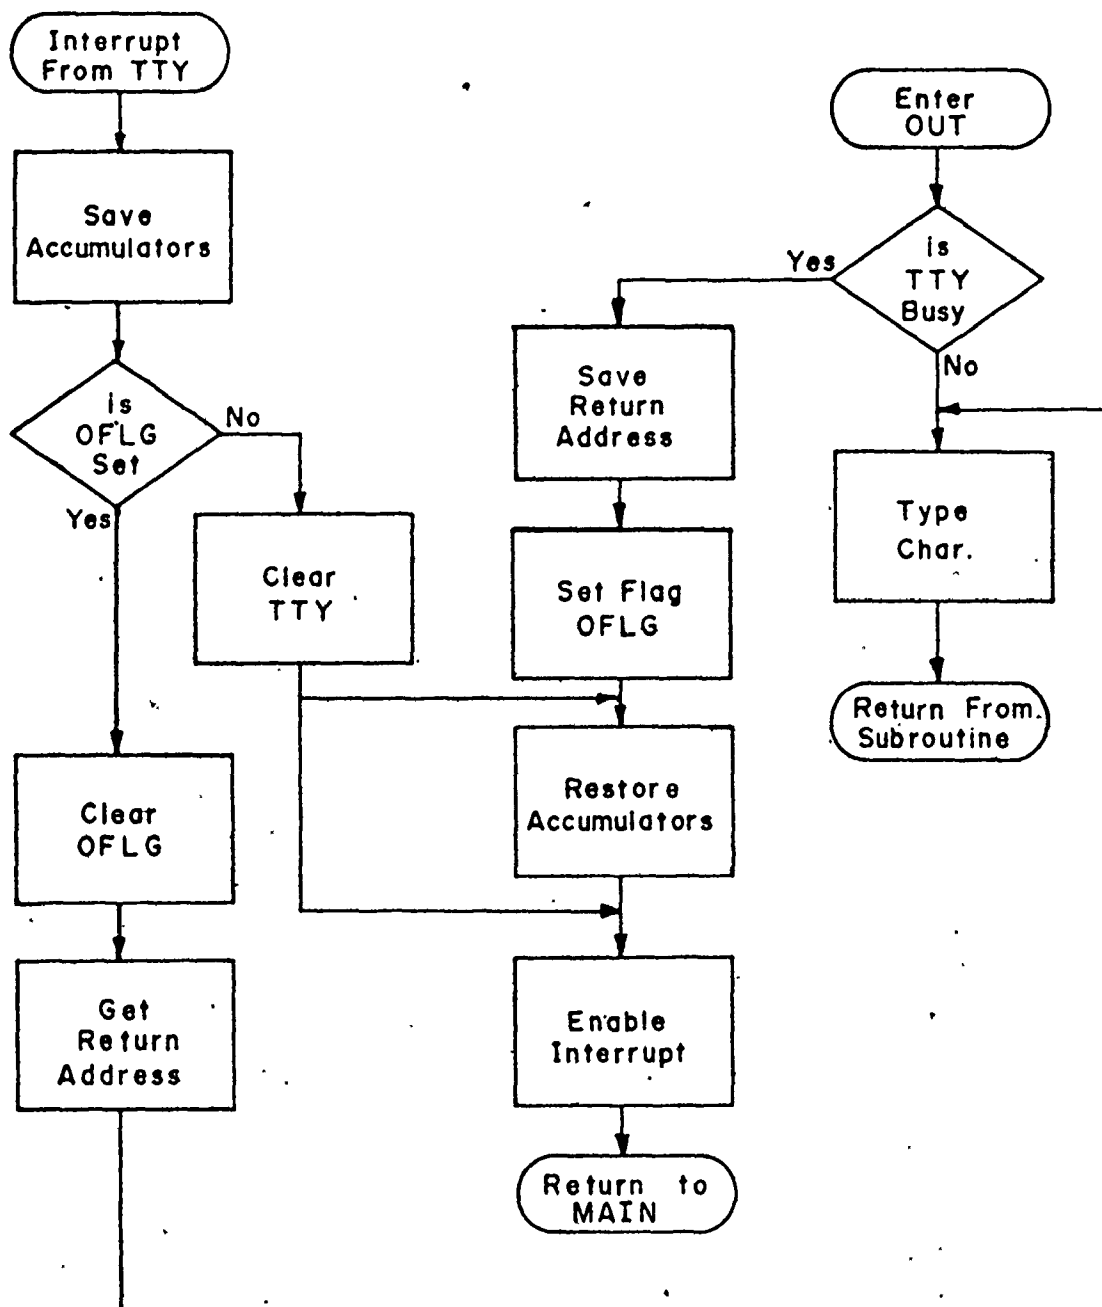 Interrupt
From TTY
Save
Accumulators
is
OFLG
Set
No
Yes
Clear
TTY
Clear
OFLG
Get
Return
Address
Enter
OUT
is
TTY
Busy
Yes
No
Save
Return
Address
Set Flag
OFLG
Restore
Accumulators
Enable
Interrupt
Return to
MAIN
Type
Char.
Return From
Subroutine